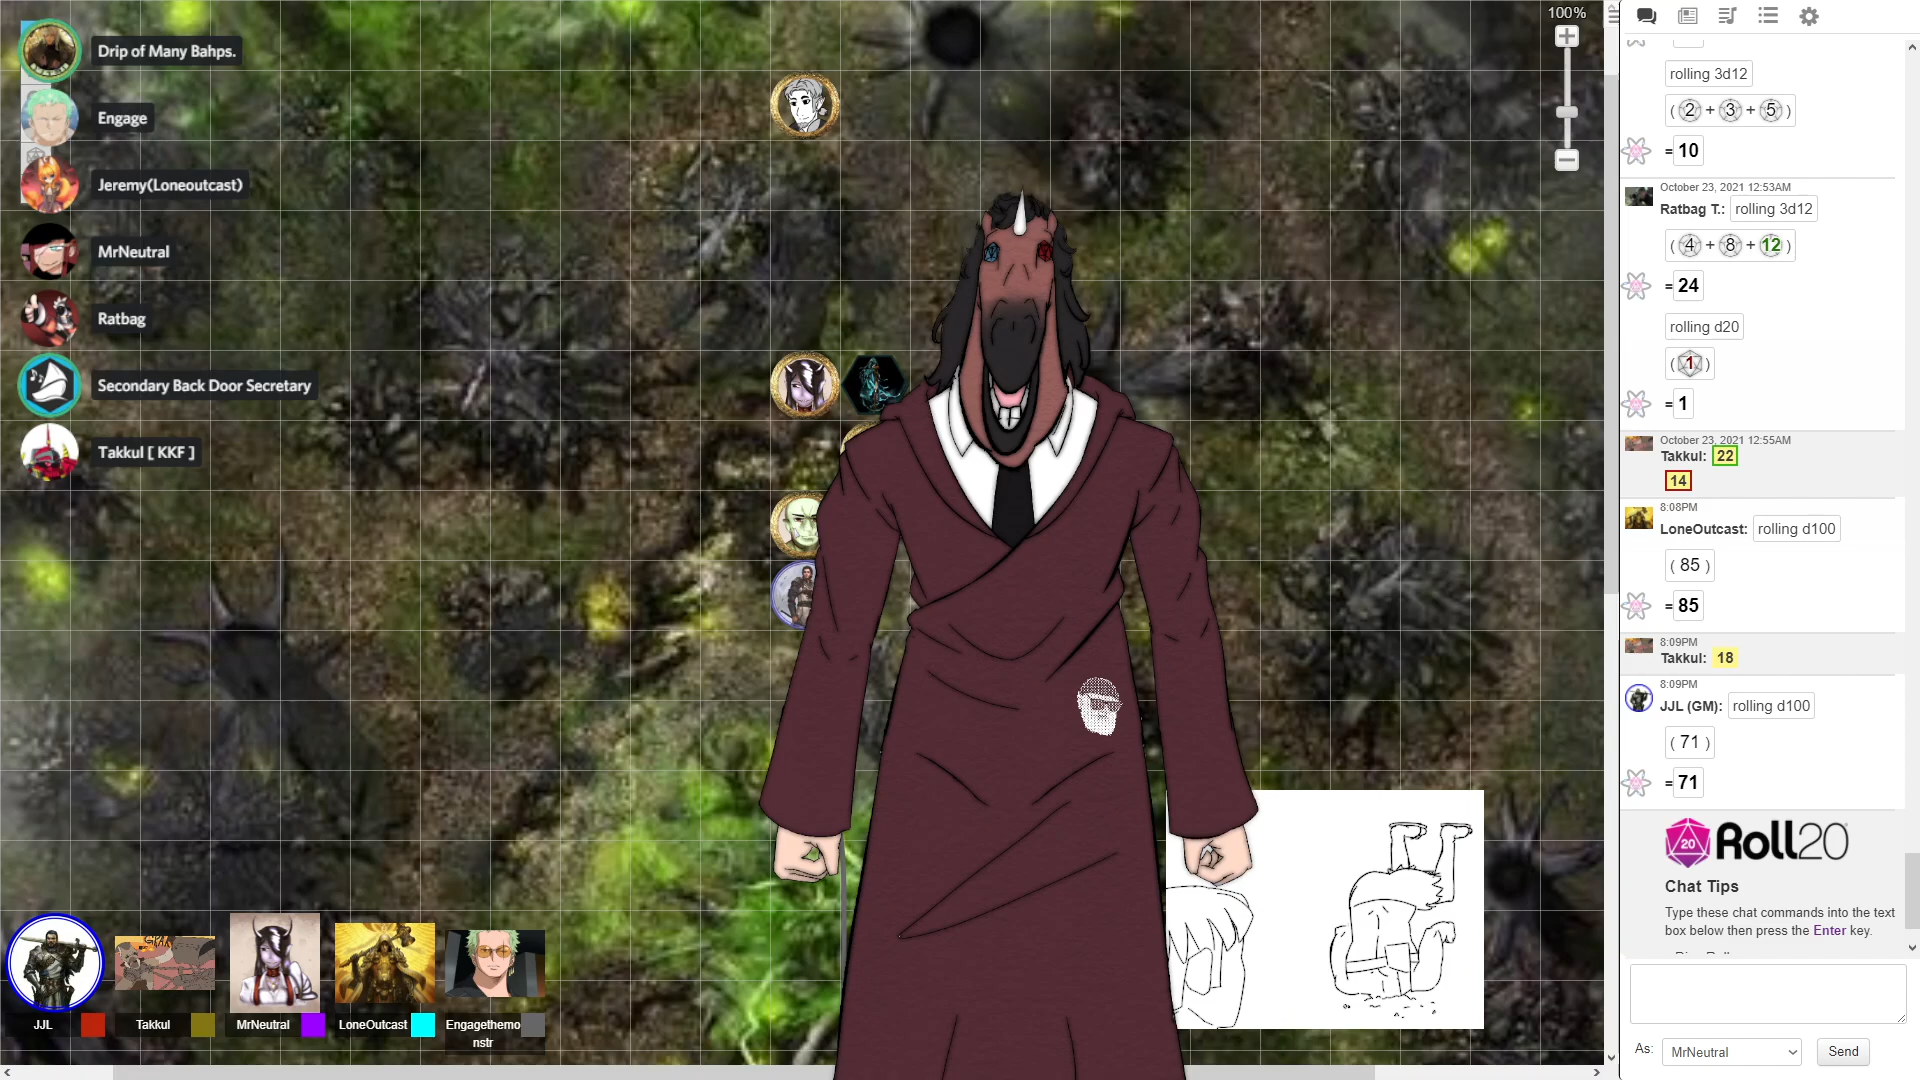 Drip of Many Bahps.
Engage
Jeremy(Loneoutcast)
MrNeutral
Ratbag
Secondary Back Door Secretary
Takkul [ KKF ]
100%
JJL
Takkul
MrNeutral
LoneOutcast
Engagethemo
nstr
rolling 3d12
( 2 + 3 + 5 )
= 10
October 23, 2021 12:53AM
Ratbag T.: rolling 3d12
( 4 + 8 + 12 )
= 24
rolling d20
( 1 )
= 1
October 23, 2021 12:55AM
Takkul: 22
14
8:08PM
LoneOutcast: rolling d100
( 85 )
= 85
8:09PM
Takkul: 18
8:09PM
JJL (GM): rolling d100
( 71 )
= 71
20 Roll20
Chat Tips
Type these chat commands into the text
box below then press the Enter key.
As: MrNeutral Send